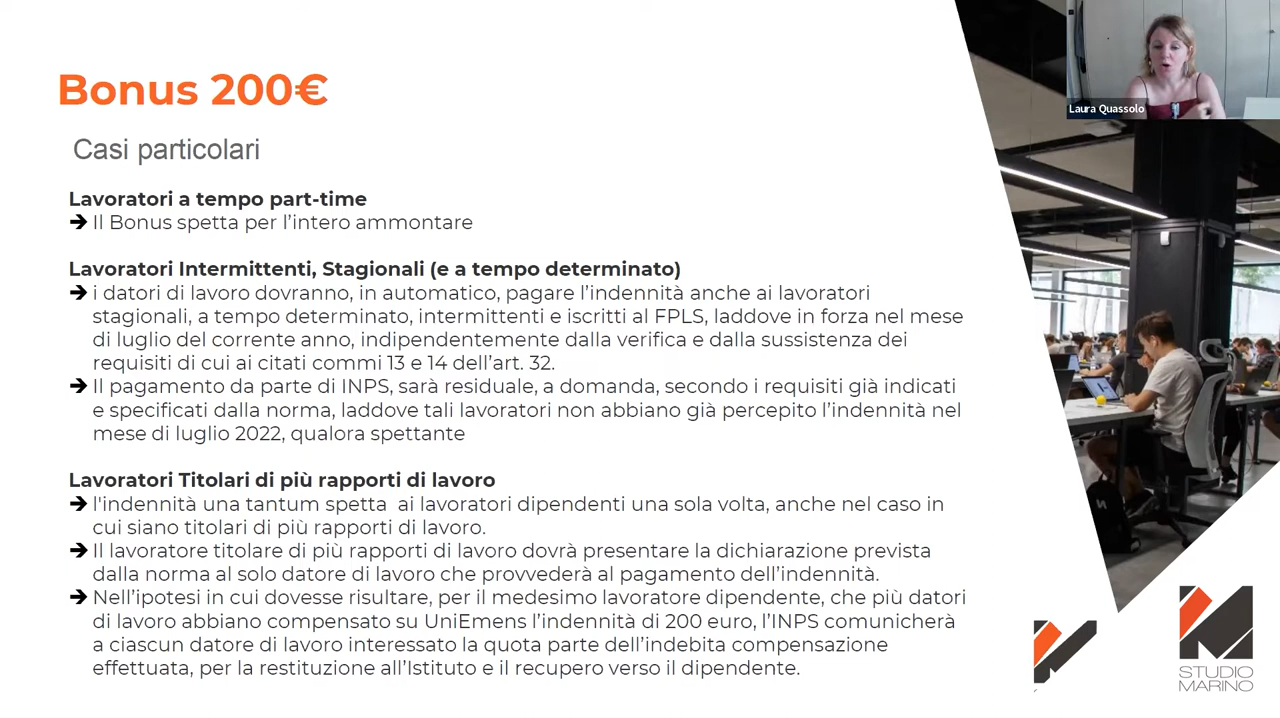 Bonus 200€
Laura Quassolo
Casi particolari
Lavoratori a tempo part-time
➔ Il Bonus spetta per l’intero ammontare
Lavoratori Intermittenti, Stagionali (e a tempo determinato)
➔ i datori di lavoro dovranno, in automatico, pagare l’indennità anche ai lavoratori
stagionali, a tempo determinato, intermittenti e iscritti al FPLS, laddove in forza nel mese
di luglio del corrente anno, indipendentemente dalla verifica e dalla sussistenza dei
requisiti di cui ai citati commi 13 e 14 dell’art. 32.
➔ Il pagamento da parte di INPS, sarà residuale, a domanda, secondo i requisiti già indicati
e specificati dalla norma, laddove tali lavoratori non abbiano già percepito l’indennità nel
mese di luglio 2022, qualora spettante
Lavoratori Titolari di più rapporti di lavoro
➔ l'indennità una tantum spetta  ai lavoratori dipendenti una sola volta, anche nel caso in
cui siano titolari di più rapporti di lavoro.
➔ Il lavoratore titolare di più rapporti di lavoro dovrà presentare la dichiarazione prevista
dalla norma al solo datore di lavoro che provvederà al pagamento dell’indennità.
➔ Nell’ipotesi in cui dovesse risultare, per il medesimo lavoratore dipendente, che più datori
di lavoro abbiano compensato su UniEmens l’indennità di 200 euro, l’INPS comunicherà
a ciascun datore di lavoro interessato la quota parte dell’indebita compensazione
effettuata, per la restituzione all’Istituto e il recupero verso il dipendente.
STUDIO
MARINO